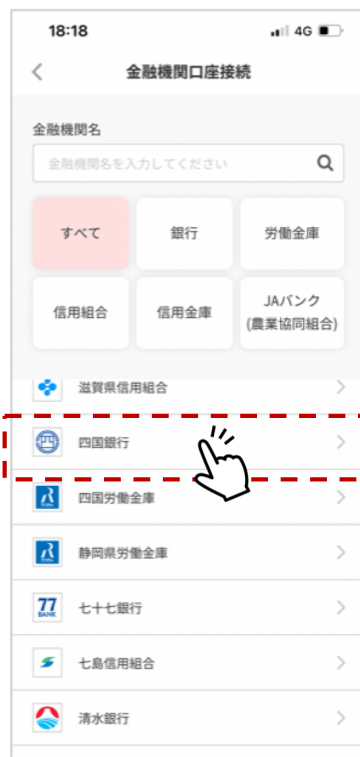 18:18 4G
金融機関口座接続
金融機関名
金融機関名を入力してください
すべて 銀行 労働金庫
信用組合 信用金庫 JAバンク
(農業協同組合)
滋賀県信用組合
四国銀行
四国労働金庫
静岡県労働金庫
77
BANK 七十七銀行
七島信用組合
清水銀行